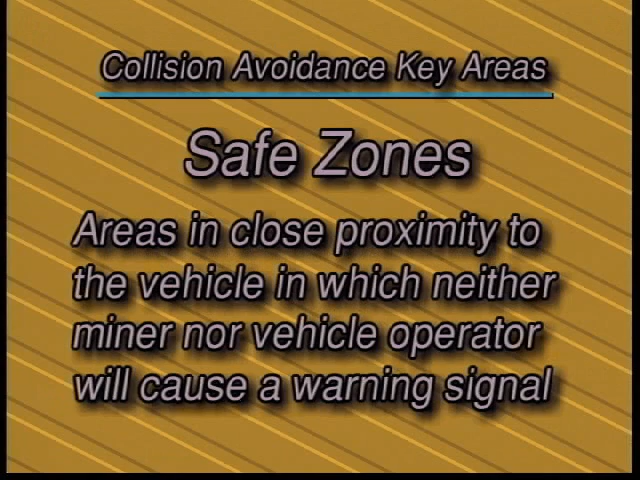 Collision Avoidance Key Areas
Safe Zones
Areas in close proximity to
the vehicle in which neither
miner nor vehicle operator
will cause a warning signal